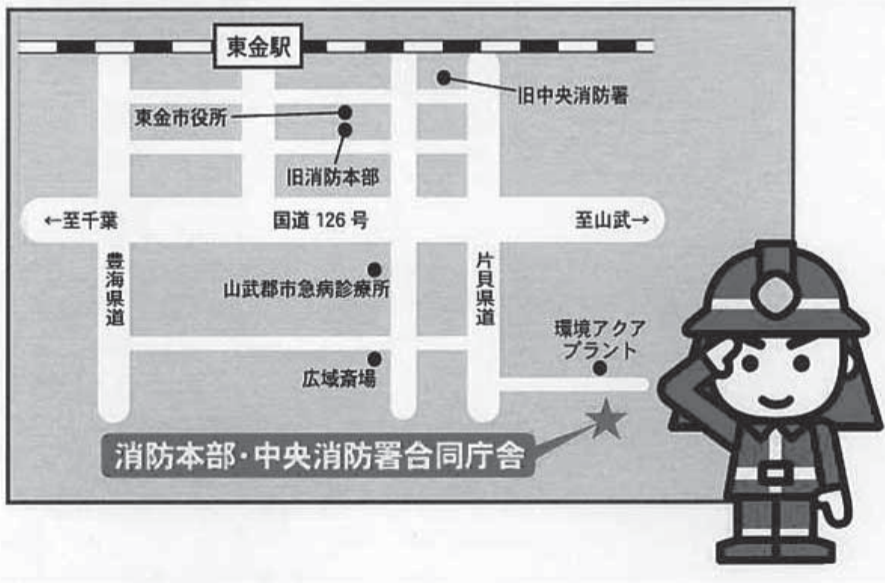 東金駅
旧中央消防署
東金市役所
旧消防本部
←至千葉
国道126号
至山武→
豊海県道
片貝県道
山武郡市急病診療所
環境アクア
プラント
広域斎場
消防本部・中央消防署合同庁舎